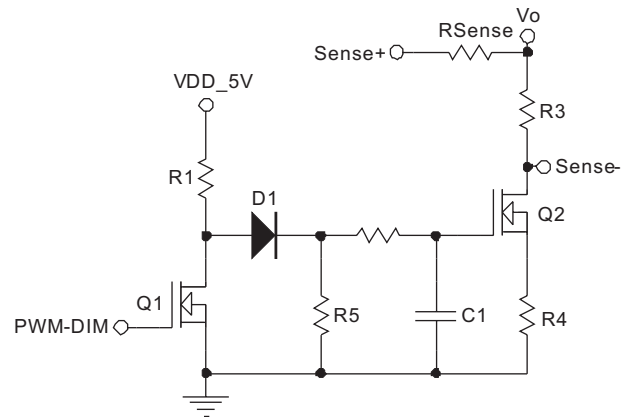 Vo
RSense
Sense+
VDD_5V
R3
R1
Sense-
D1
Q2
Q1
R5
C1
R4
PWM-DIM